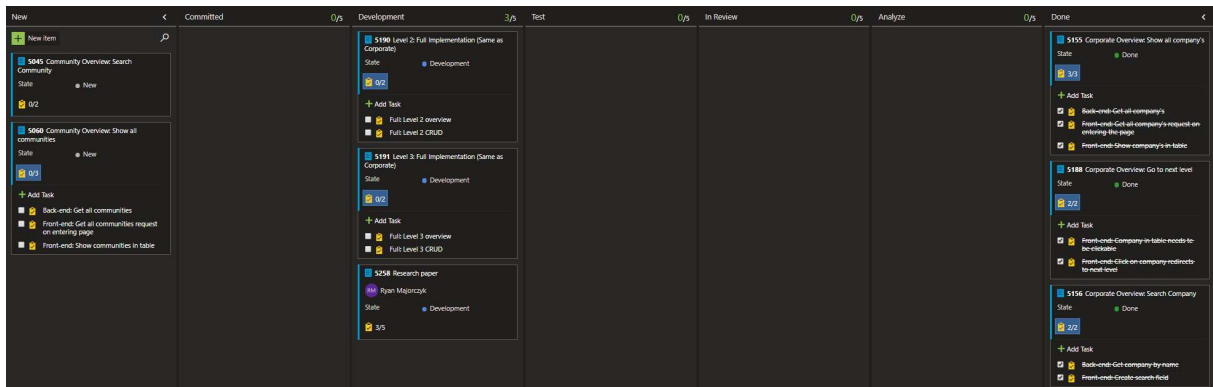 New
New item
5045 Community Overview: Search
Community
State New
0/2
5060 Community Overview: Show all
communities
State New
0/3
Add Task
Back-end: Get all communities
Front-end: Get all communities request
on entering page
Front-end: Show communities in table
Committed 0/5
Development 3/5
5190 Level 2: Full Implementation (Same as
Corporate)
State Development
0/2
Add Task
Full: Level 2 overview
Full: Level 2 CRUD
5191 Level 3: Full Implementation (Same as
Corporate)
State Development
0/2
Add Task
Full: Level 3 overview
Full: Level 3 CRUD
5258 Research paper
RM Ryan Majorczyk
State Development
3/5
Test 0/5
In Review 0/5
Analyze 0/5
Done
5155 Corporate Overview: Show all company's
State Done
3/3
Add Task
Back-end: Get all company's
Front-end: Get all company's request on
entering the page
Front-end: Show company's in table
5188 Corporate Overview: Go to next level
State Done
2/2
Add Task
Front-end: Company in table needs to
be clickable
Front-end: Click on company redirects
to next level
5156 Corporate Overview: Search Company
State Done
2/2
Add Task
Back-end: Get company by name
Front-end: Create search field